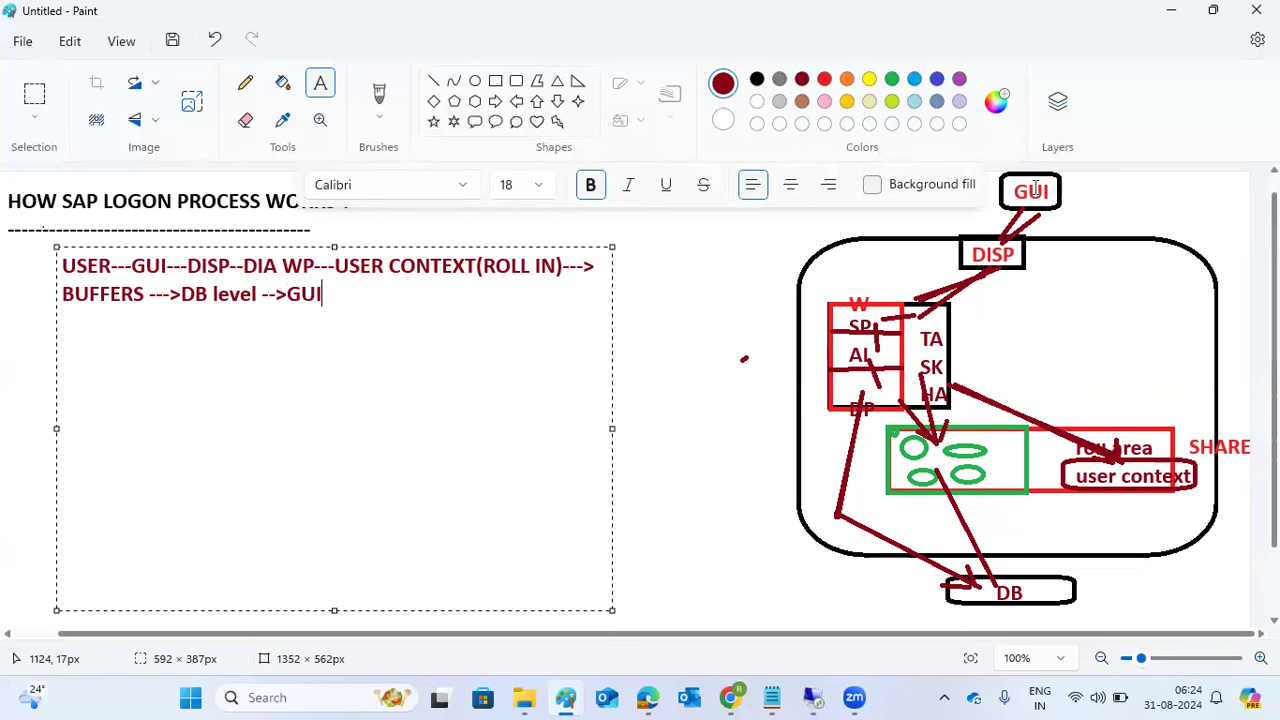 Untitled - Paint
File Edit View
Selection
Image
Tools
Brushes
Shapes
Colors
Layers
Calibri
18
B
Background fill
HOW SAP LOGON PROCESS
----------------------------------------------
USER---GUI---DISP--DIA WP---USER CONTEXT(ROLL IN)--->
BUFFERS --->DB level -->GUI
GUI
DISP
W
SP
AL
DP
TA
SK
HA
area
user context
SHARE
DB
1124, 17px
592 × 387px
1352 × 562px
100%
24°
Search
ENG
IN
06:24
31-08-2024